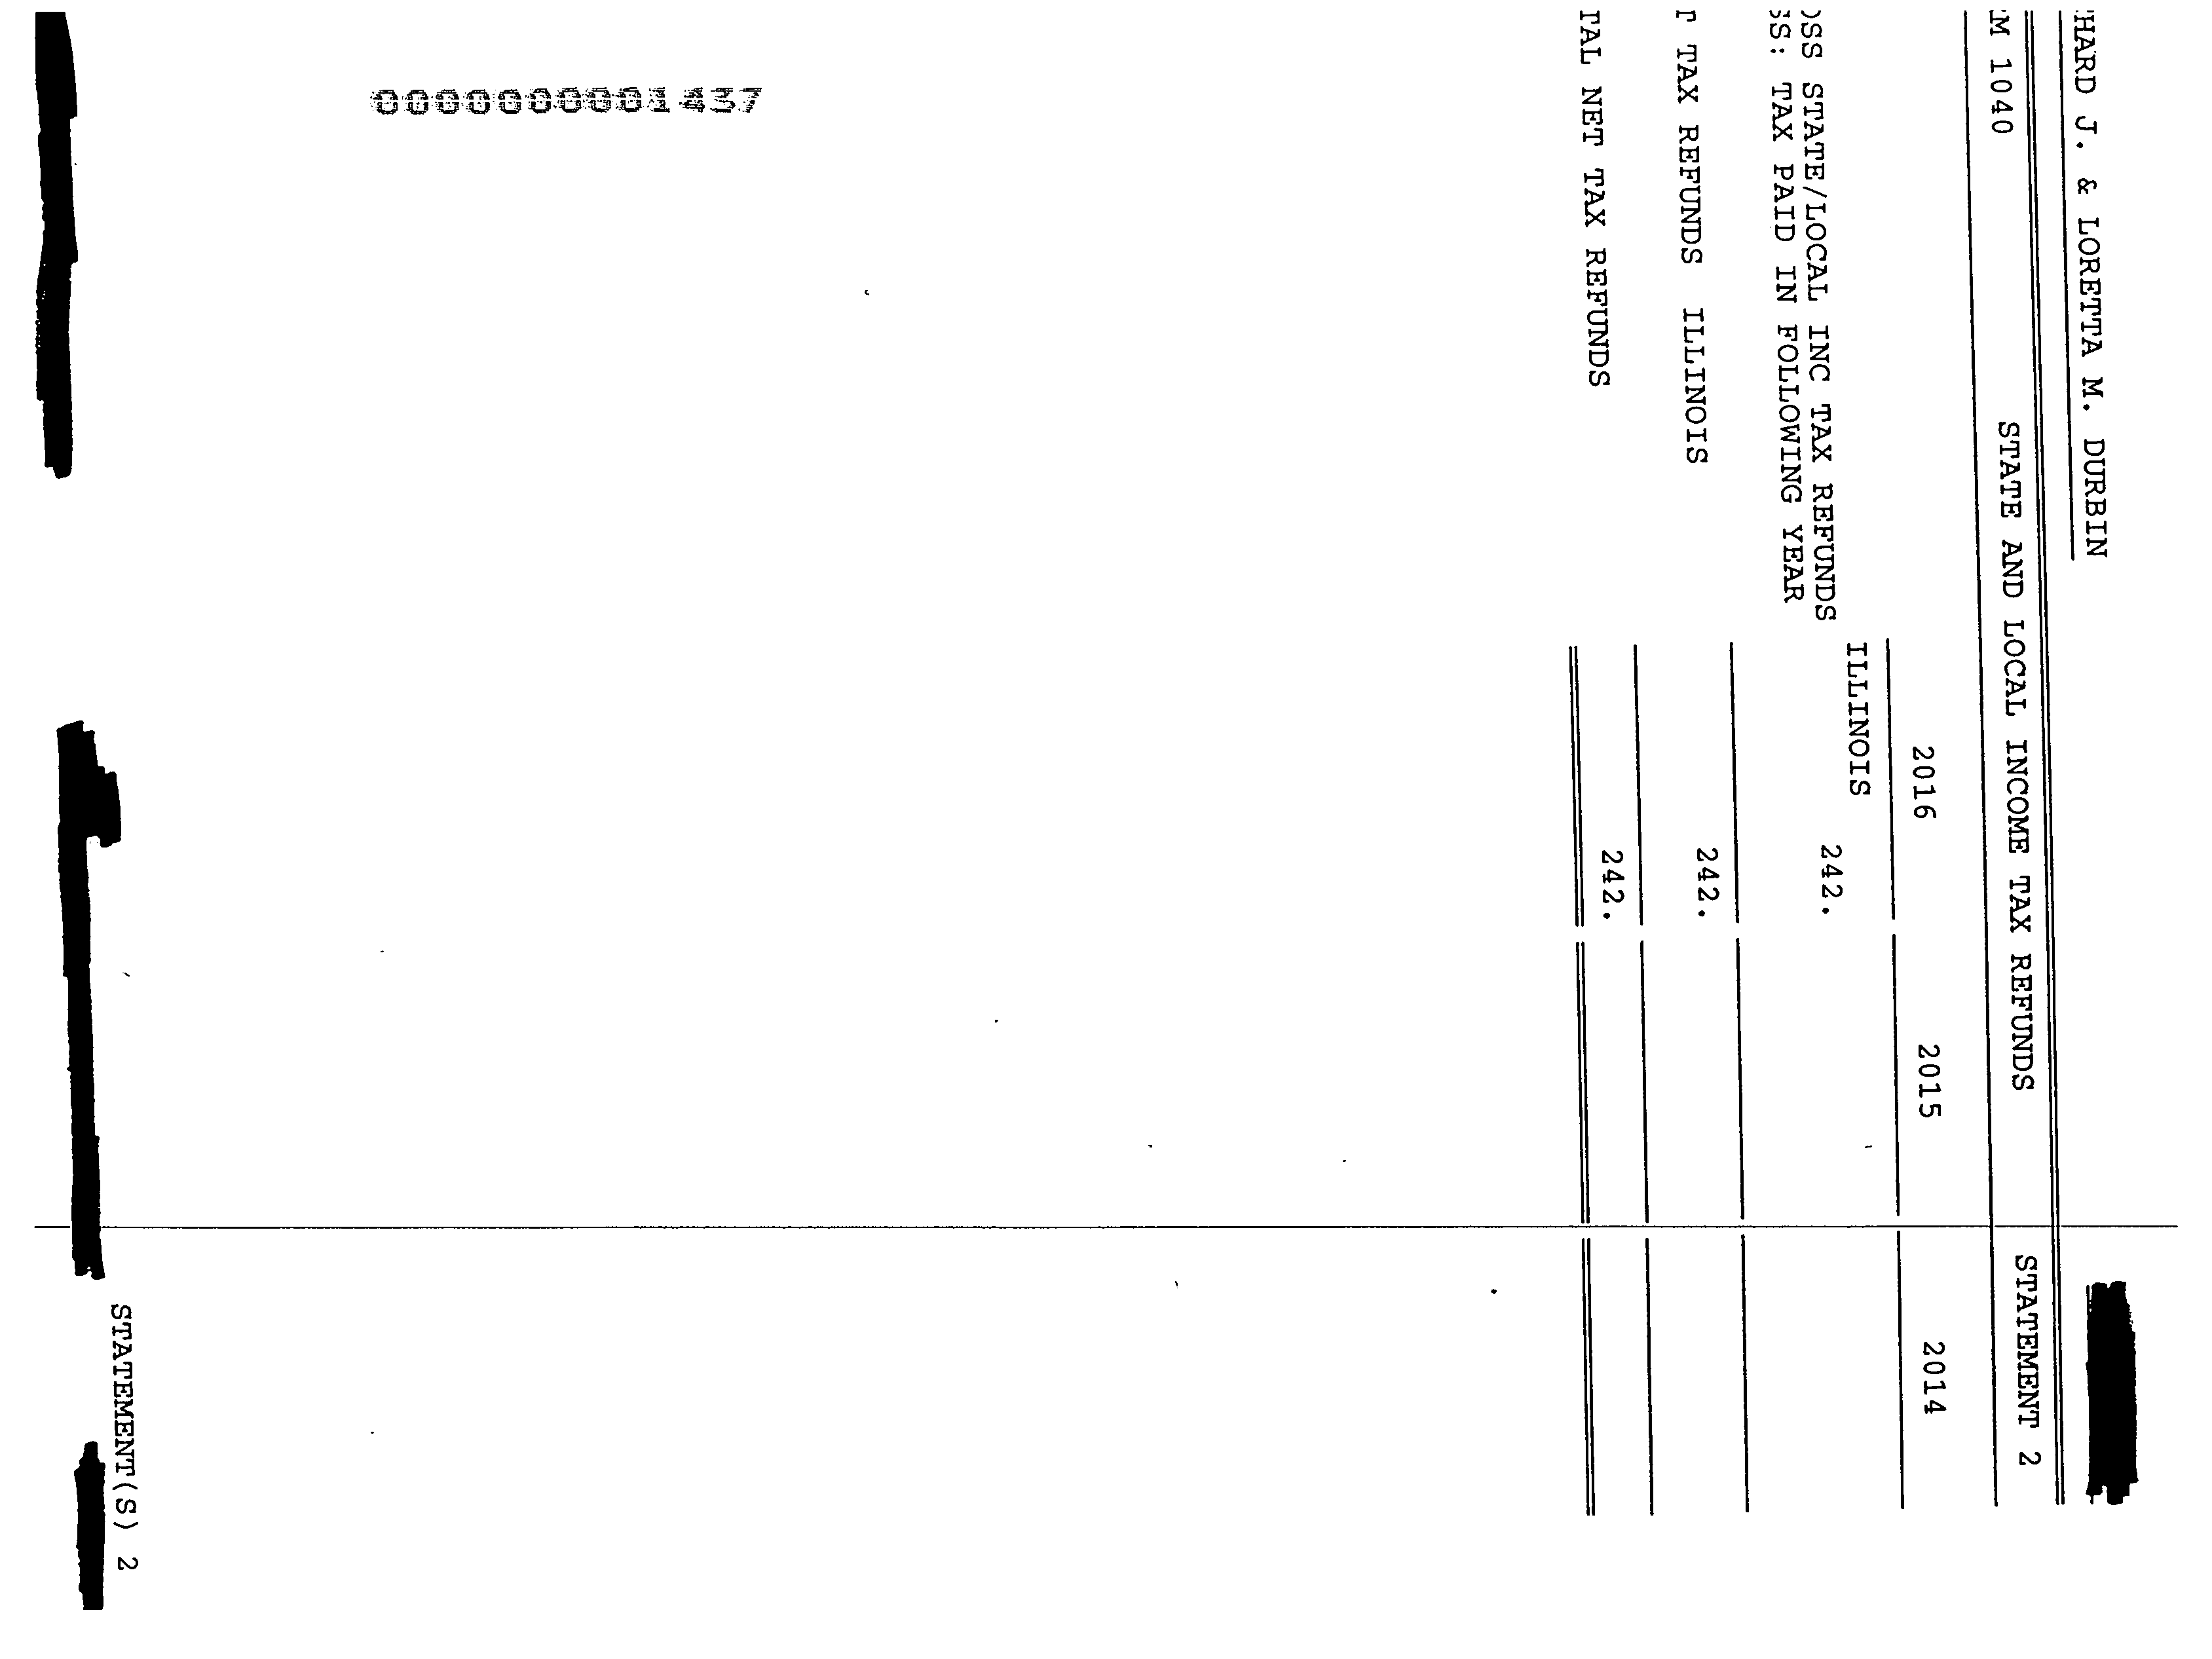 HARD J. & LORETTA M. DURBIN
M 1040 STATE AND LOCAL INCOME TAX REFUNDS STATEMENT 2
2016 2015 2014
ILLINOIS
OSS STATE/LOCAL INC TAX REFUNDS 242.
SS: TAX PAID IN FOLLOWING YEAR
T TAX REFUNDS ILLINOIS 242.
TAL NET TAX REFUNDS 242.
STATEMENT(S) 2
00000000001437